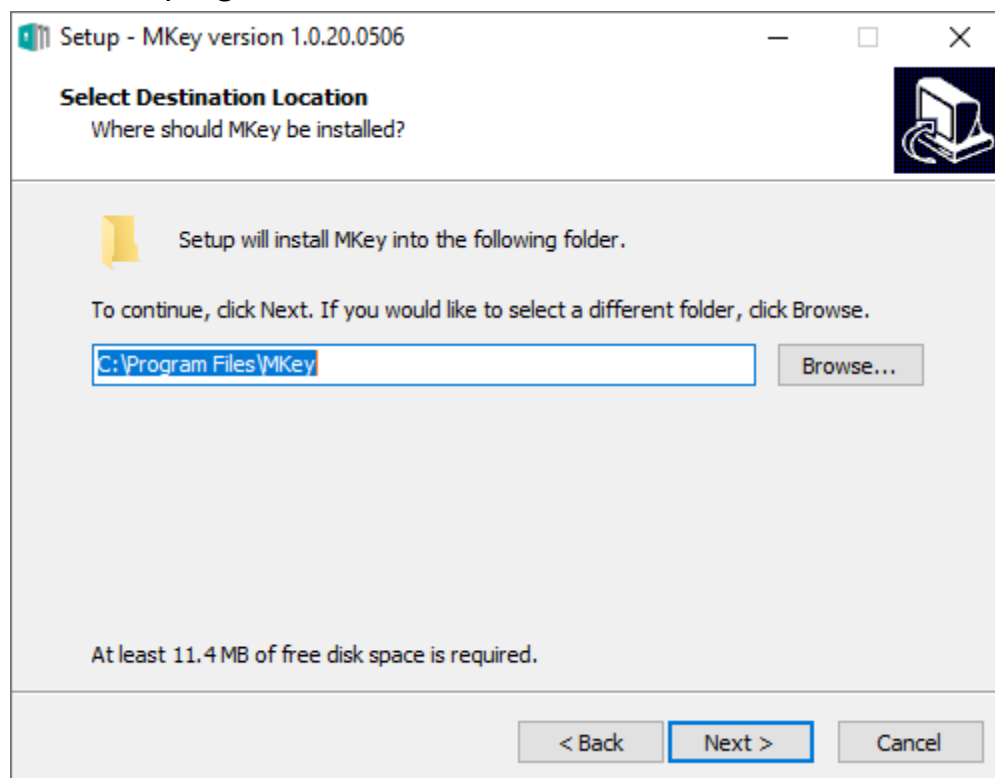 Setup - MKey version 1.0.20.0506
Select Destination Location
Where should MKey be installed?
Setup will install MKey into the following folder.
To continue, click Next. If you would like to select a different folder, click Browse.
C:\Program Files\MKey
Browse...
At least 11.4 MB of free disk space is required.
< Back
Next >
Cancel